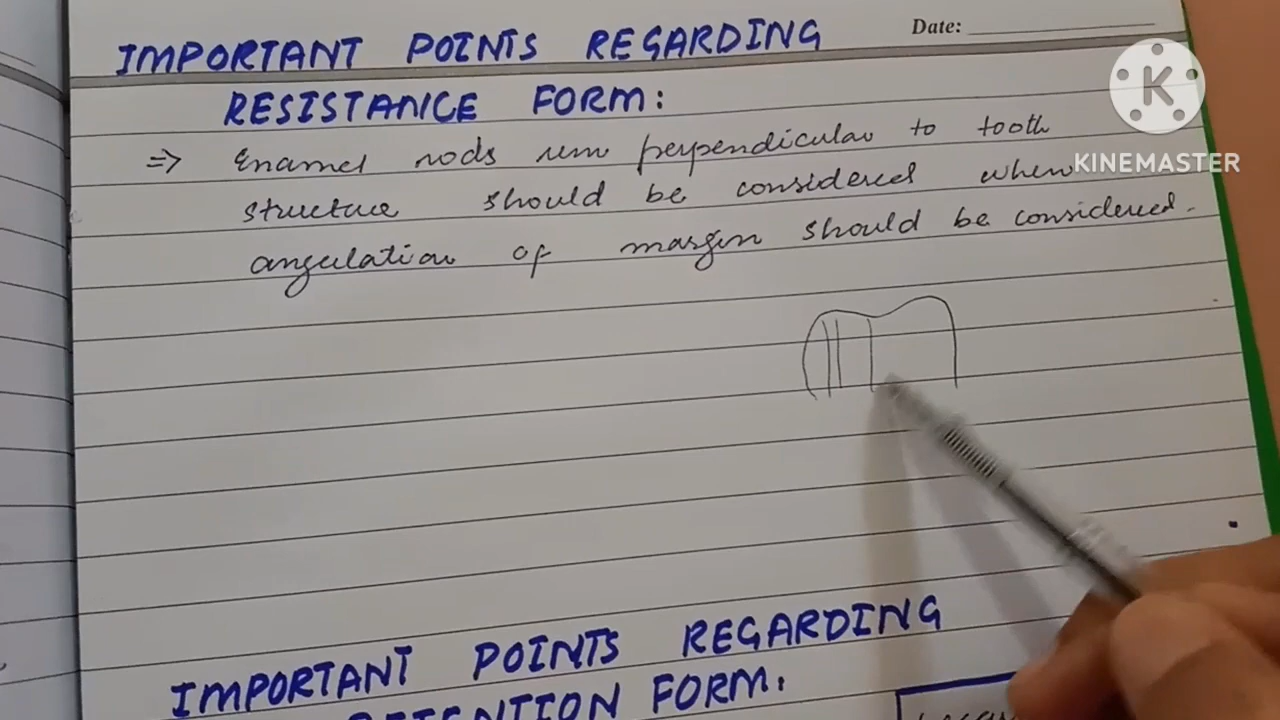 IMPORTANT POINTS REGARDING
Date:
RESISTANCE FORM:
=> Enamel rods run perpendicular to tooth
structure should be considered when
angulation of margin should be considered.
K
KINEMASTER
IMPORTANT POINTS REGARDING
RETENTION FORM: